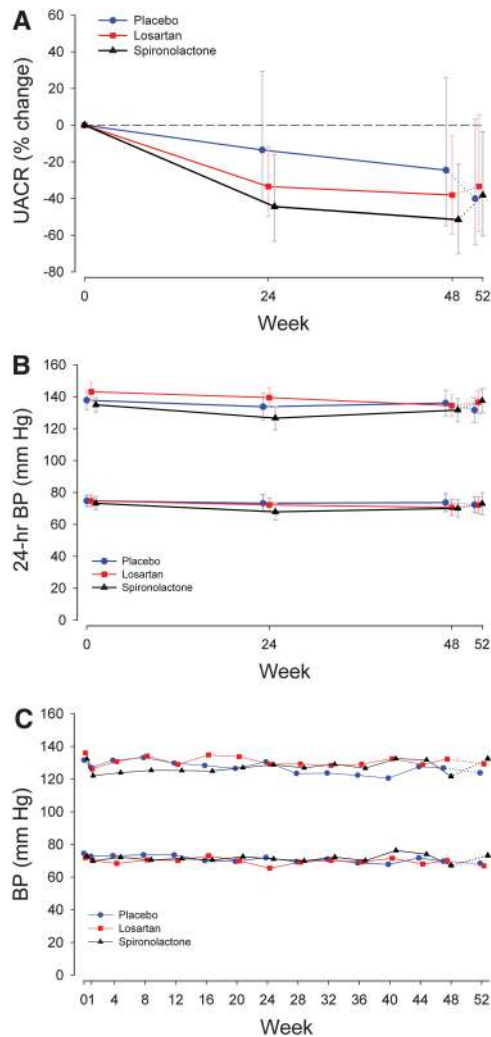 A
Placebo
Losartan
Spironolactone
UACR (% change)
60
40
20
0
-20
-40
-60
-80
0 24 48 52
Week
B
24-hr BP (mm Hg)
160
140
120
100
80
60
40
20
0
Placebo
Losartan
Spironolactone
0 24 48 52
Week
C
BP (mm Hg)
160
140
120
100
80
60
40
20
0
Placebo
Losartan
Spironolactone
01 4 8 12 16 20 24 28 32 36 40 44 48 52
Week